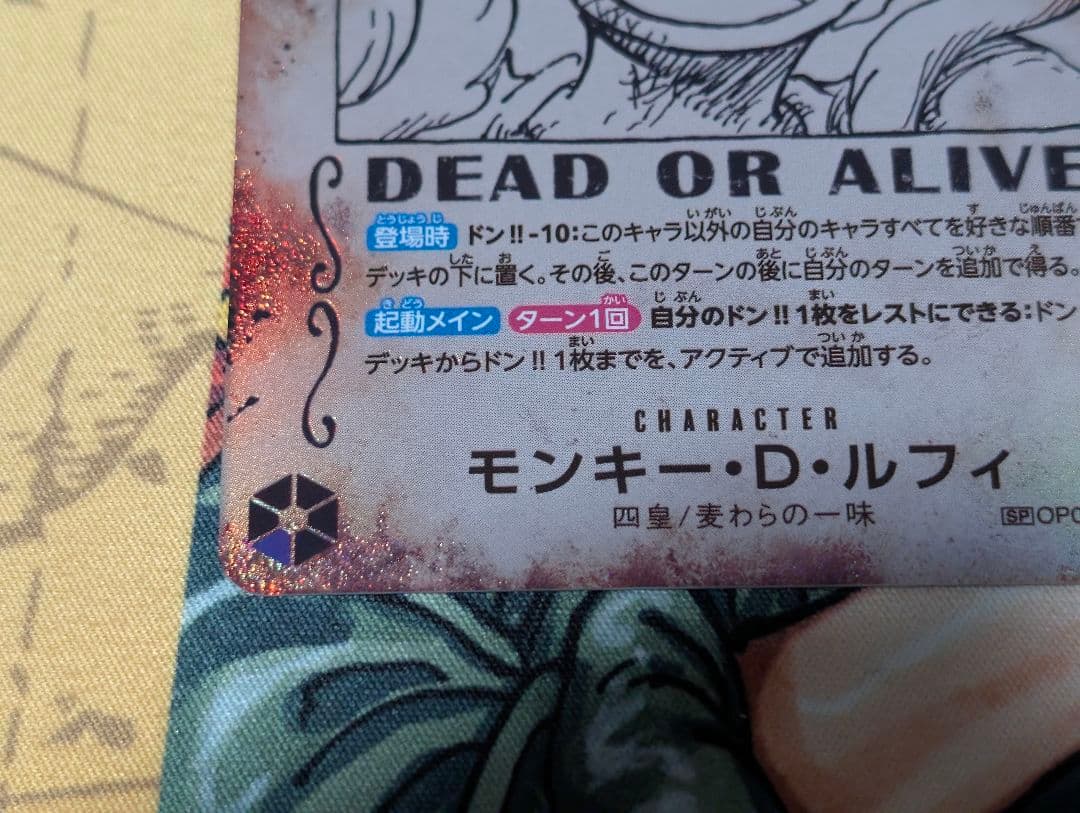 DEAD OR ALIVE
登場時 ドン!!-10:このキャラ以外の自分のキャラすべてを好きな順番
デッキの下に置く。その後、このターンの後に自分のターンを追加で得る。
起動メイン ターン1回 自分のドン!!1枚をレストにできる:ドン
デッキからドン!!1枚までを、アクティブで追加する。
CHARACTER
モンキー・D・ルフィ
四皇/麦わらの一味
SP OP0